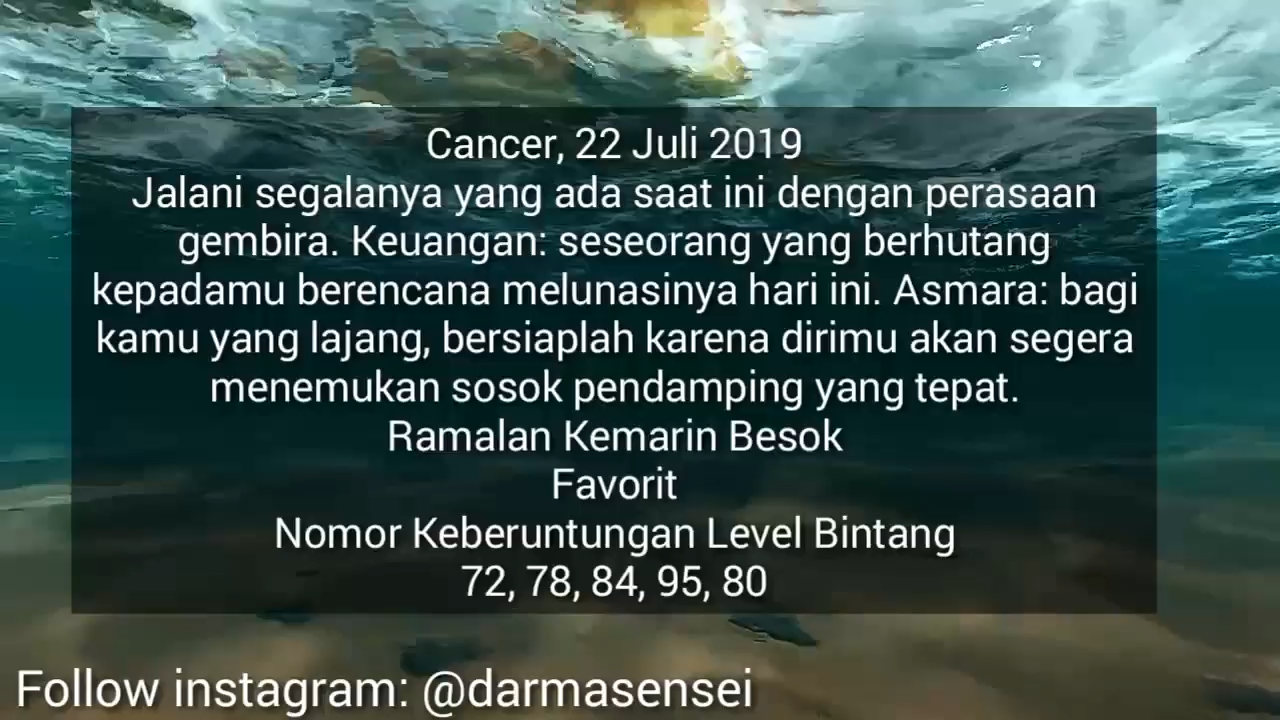 Cancer, 22 Juli 2019
Jalani segalanya yang ada saat ini dengan perasaan
gembira. Keuangan: seseorang yang berhutang
kepadamu berencana melunasinya hari ini. Asmara: bagi
kamu yang lajang, bersiaplah karena dirimu akan segera
menemukan sosok pendamping yang tepat.
Ramalan Kemarin Besok
Favorit
Nomor Keberuntungan Level Bintang
72, 78, 84, 95, 80
Follow instagram: @darmasensei